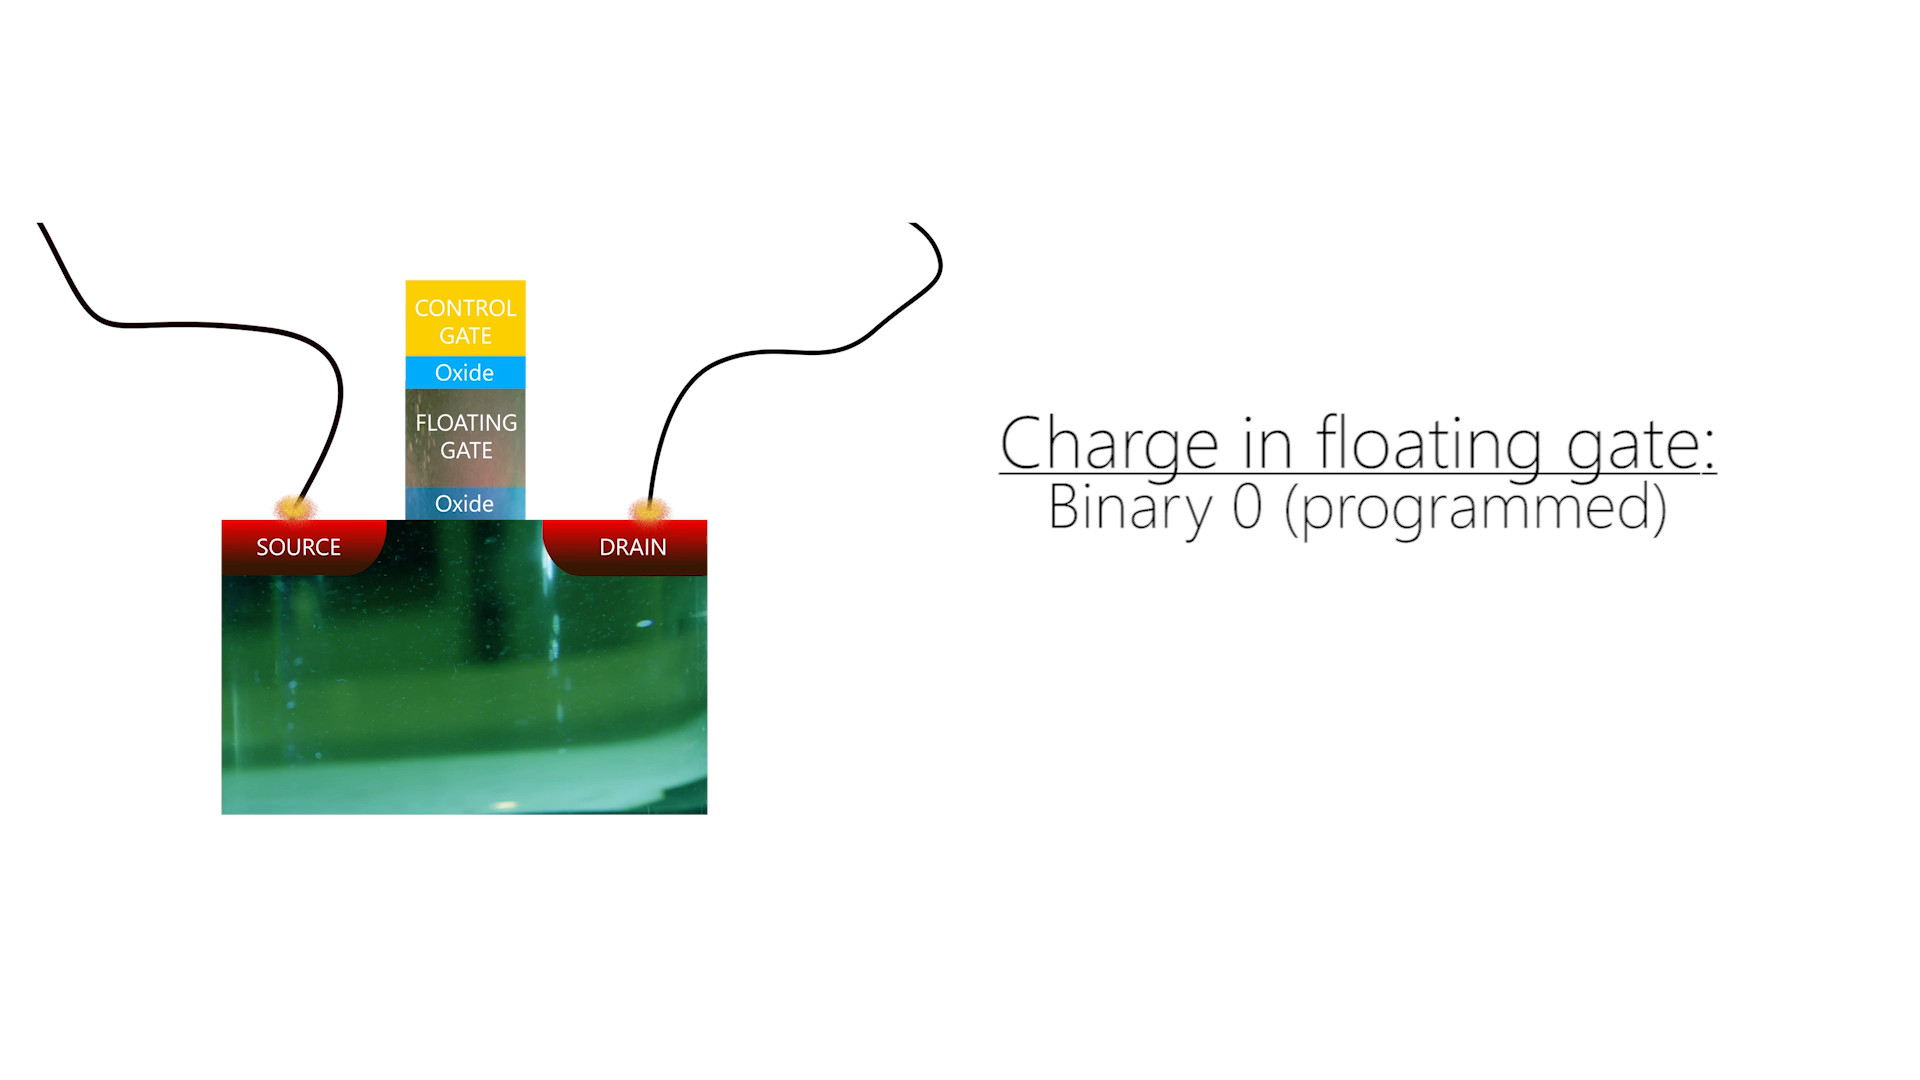 CONTROL
GATE
Oxide
FLOATING
GATE
Oxide
SOURCE
DRAIN
Charge in floating gate:
Binary 0 (programmed)